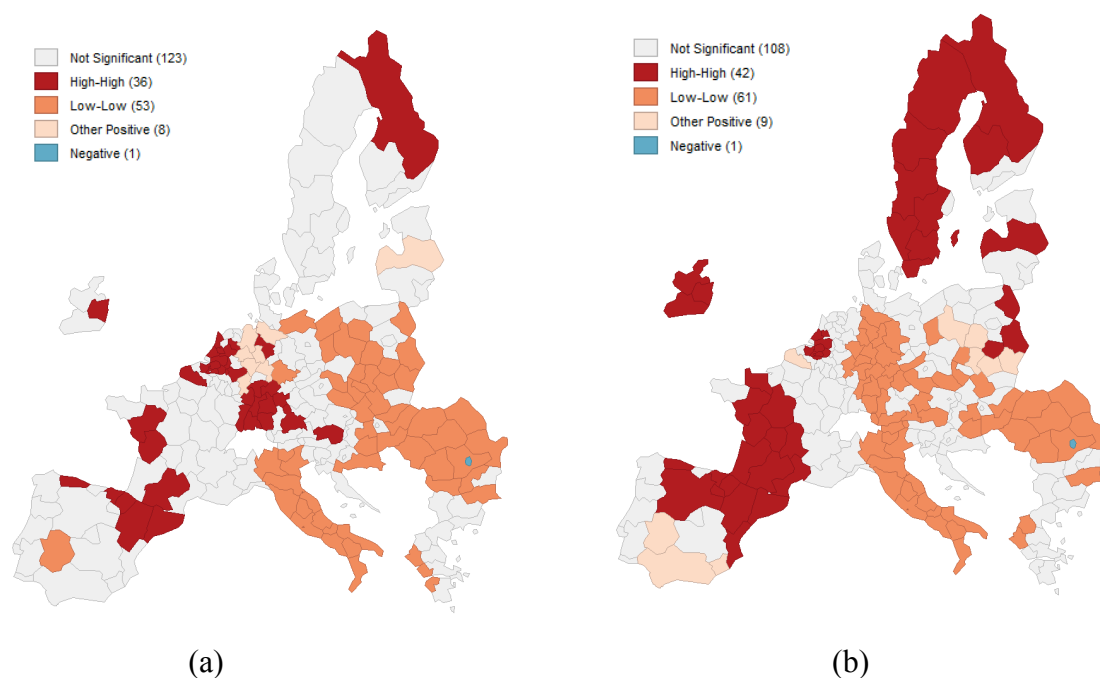 Not Significant (123)
High-High (36)
Low-Low (53)
Other Positive (8)
Negative (1)
Not Significant (108)
High-High (42)
Low-Low (61)
Other Positive (9)
Negative (1)
(a)
(b)